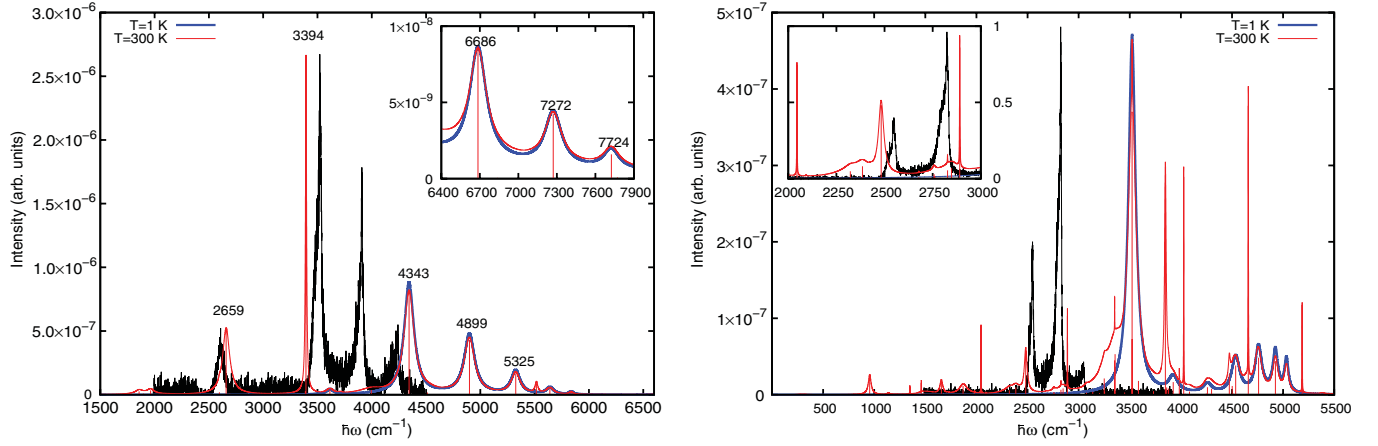 3.0×10⁻⁶
2.5×10⁻⁶
2.0×10⁻⁶
1.5×10⁻⁶
1.0×10⁻⁶
5.0×10⁻⁷
0
Intensity (arb. units)
T=1 K
T=300 K
3394
2659
4343
4899
5325
1500 2000 2500 3000 3500 4000 4500 5000 5500 6000 6500
ħω (cm⁻¹)
1×10⁻⁸
5×10⁻⁹
0
6686
7272
7724
6400 6700 7000 7300 7600 7900
5×10⁻⁷
4×10⁻⁷
3×10⁻⁷
2×10⁻⁷
1×10⁻⁷
0
Intensity (arb. units)
T=1 K
T=300 K
500 1000 1500 2000 2500 3000 3500 4000 4500 5000 5500
ħω (cm⁻¹)
1
0.5
0
2000 2250 2500 2750 3000